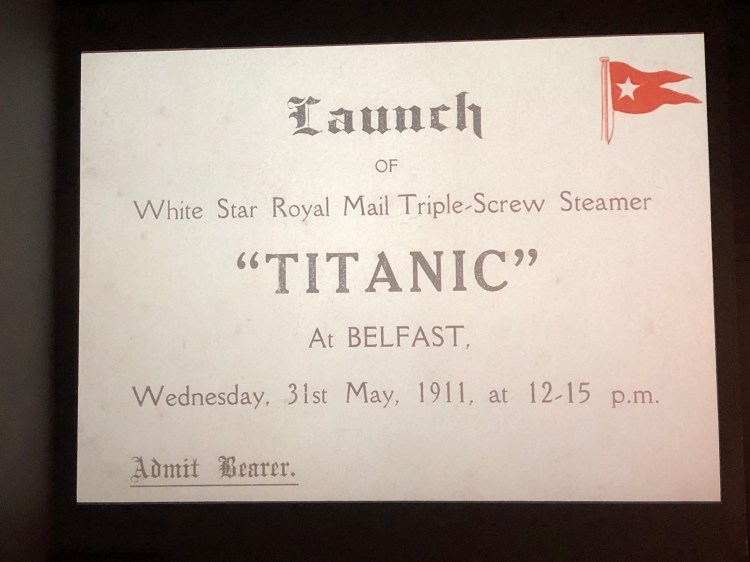 Launch
OF
White Star Royal Mail Triple-Screw Steamer
"TITANIC"
At BELFAST,
Wednesday, 31st May, 1911, at 12-15 p.m.
Admit Bearer.